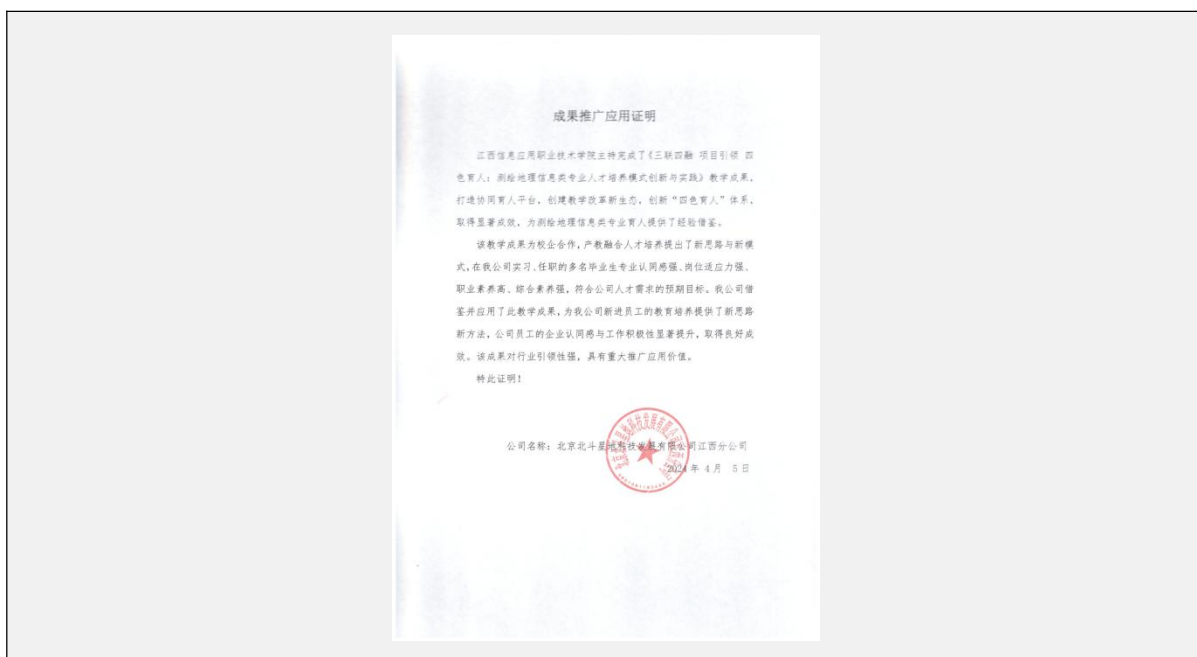 成果推广应用证明
江西信息应用职业技术学院主持完成了《三联四融 项目引领 四
色育人：测绘地理信息类专业人才培养模式创新与实践》教学成果，
打造协同育人平台，创建教学改革新生态，创新“四色育人”体系，
取得显著成效，为测绘地理信息类专业育人提供了经验借鉴。
该教学成果为校企合作，产教融合人才培养提出了新思路与新模
式，在我公司实习、任职的多名毕业生专业认同感强、岗位适应力强、
职业素养高、综合素养强，符合公司人才需求的预期目标。我公司借
鉴并应用了此教学成果，为我公司新进员工的教育培养提供了新思路
新方法，公司员工的企业认同感与工作积极性显著提升，取得良好成
效。该成果对行业引领性强，具有重大推广应用价值。
特此证明！
公司名称：北京北斗星地科技发展有限公司江西分公司
2024 年 4 月 5 日